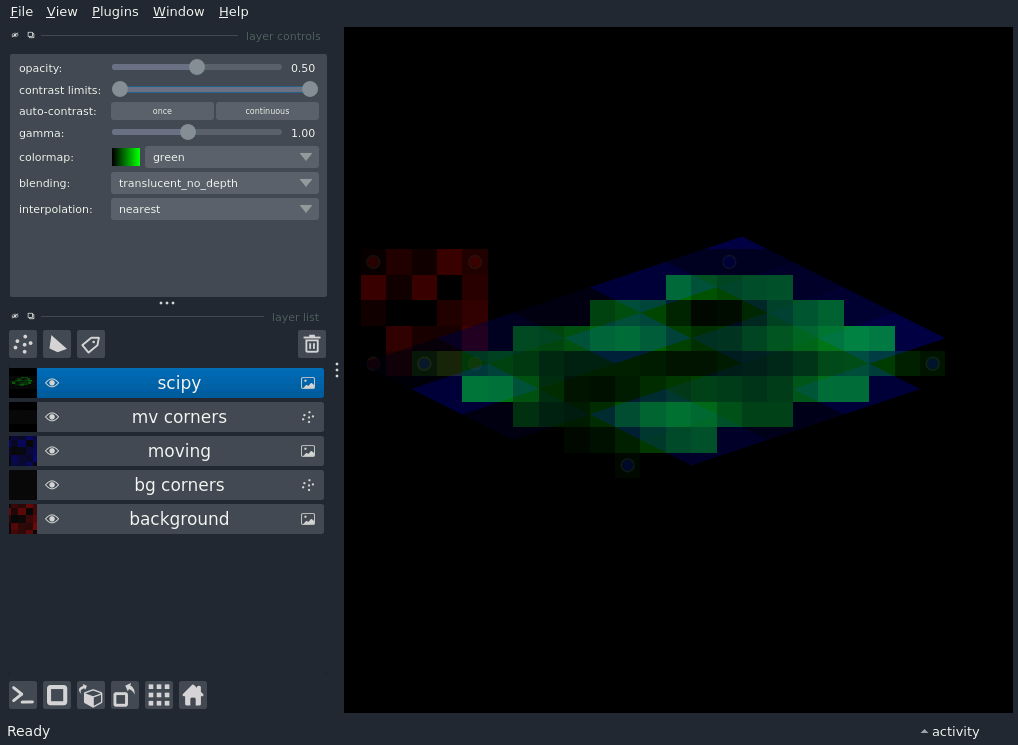 File View Plugins Window Help
layer controls
opacity: 0.50
contrast limits:
auto-contrast: once continuous
gamma: 1.00
colormap: green
blending: translucent_no_depth
interpolation: nearest
layer list
scipy
mv corners
moving
bg corners
background
Ready activity